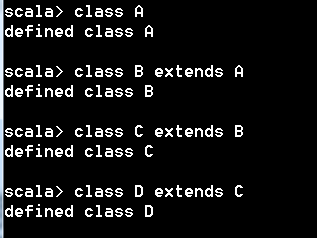 scala> class A
defined class A
scala> class B extends A
defined class B
scala> class C extends B
defined class C
scala> class D extends C
defined class D